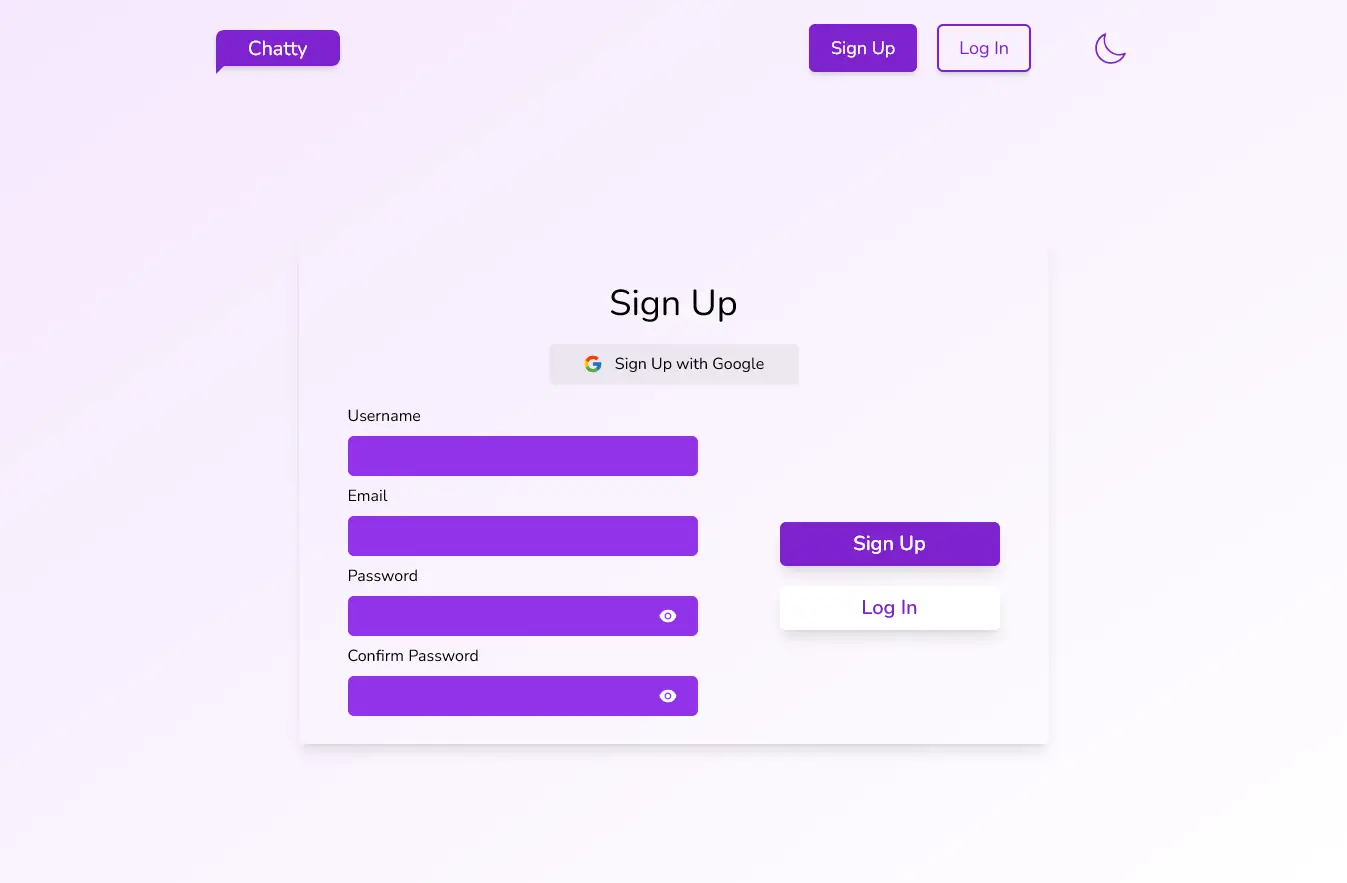 Chatty
Sign Up
Log In
Sign Up
Sign Up with Google
Username
Email
Password
Confirm Password
Sign Up
Log In